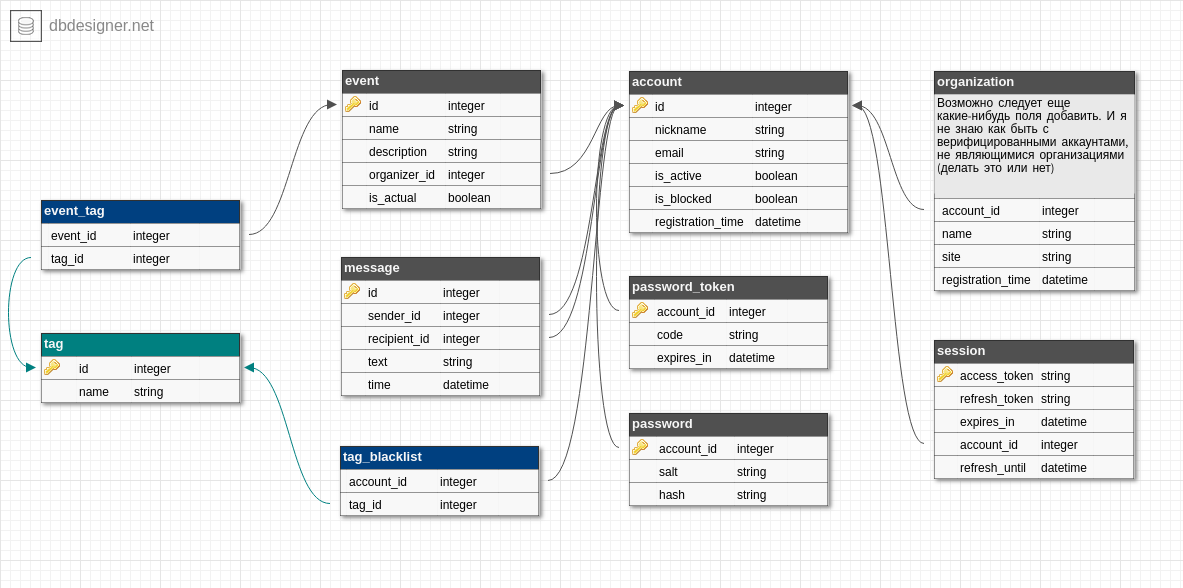 dbdesigner.net
event
id integer
name string
description string
organizer_id integer
is_actual boolean
account
id integer
nickname string
email string
is_active boolean
is_blocked boolean
registration_time datetime
organization
Возможно следует еще
какие-нибудь поля добавить. И я
не знаю как быть с
верифицированными аккаунтами,
не являющимися организациями
(делать это или нет)
account_id integer
name string
site string
registration_time datetime
event_tag
event_id integer
tag_id integer
message
id integer
sender_id integer
recipient_id integer
text string
time datetime
password_token
account_id integer
code string
expires_in datetime
tag
id integer
name string
session
access_token string
refresh_token string
expires_in datetime
account_id integer
refresh_until datetime
tag_blacklist
account_id integer
tag_id integer
password
account_id integer
salt string
hash string